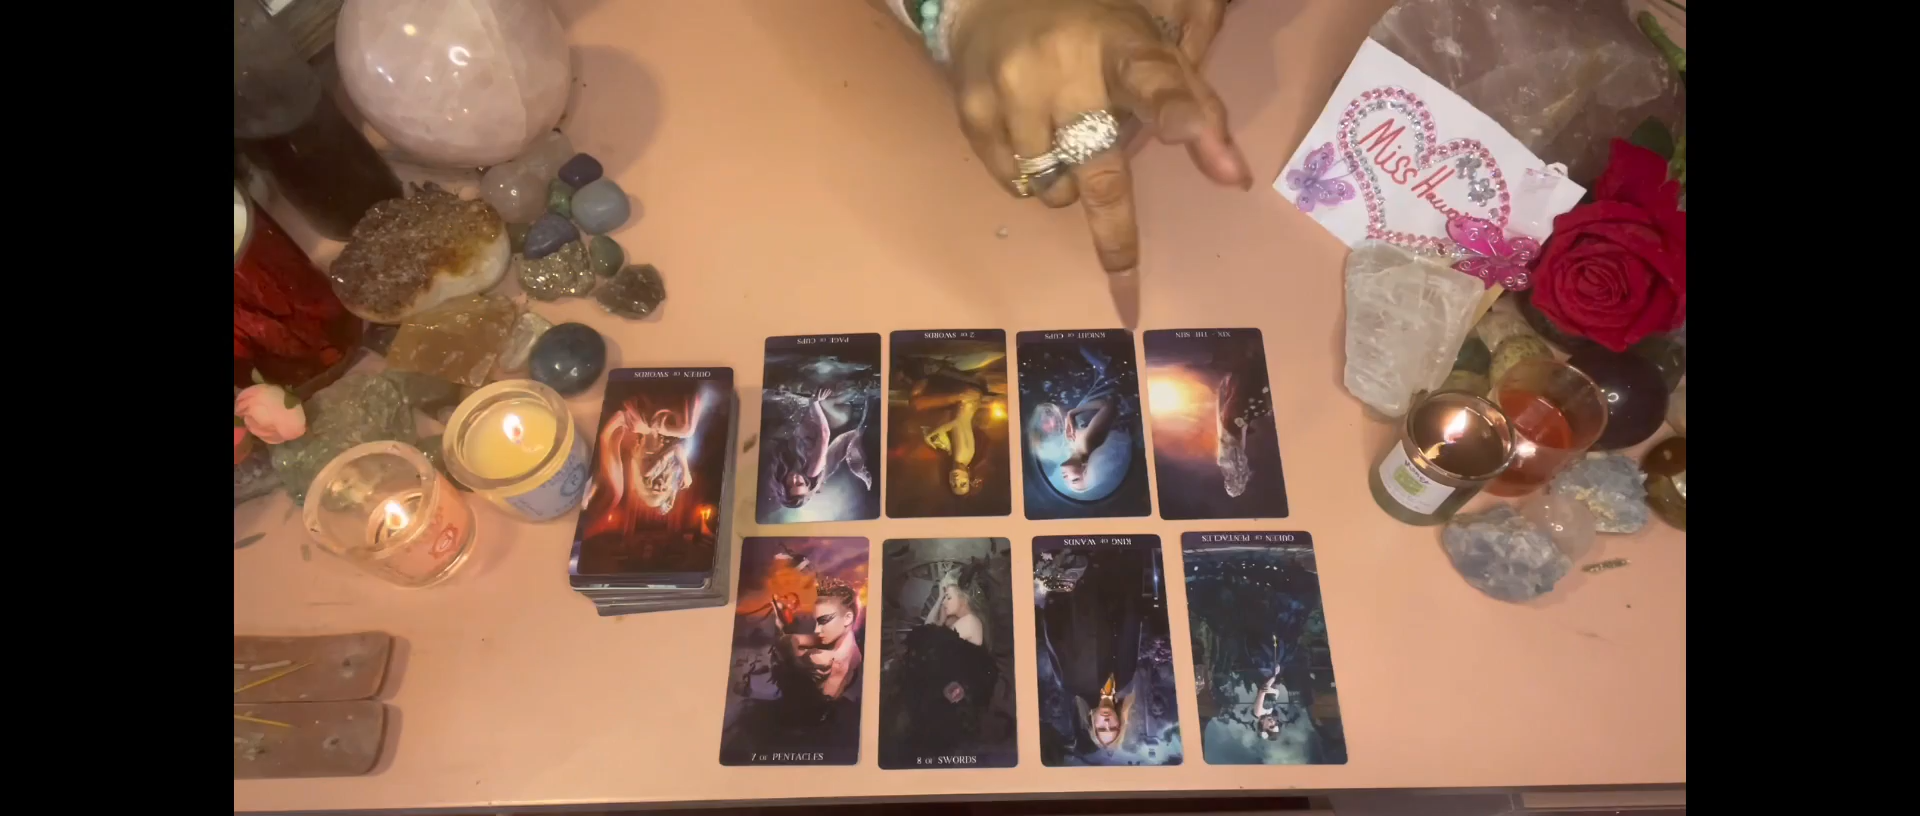 Miss
QUEEN OF SWORDS
PAGE OF CUPS
2 OF SWORDS
KNIGHT OF CUPS
XIX - THE SUN
7 OF PENTACLES
8 OF SWORDS
KING OF WANDS
QUEEN OF PENTACLES